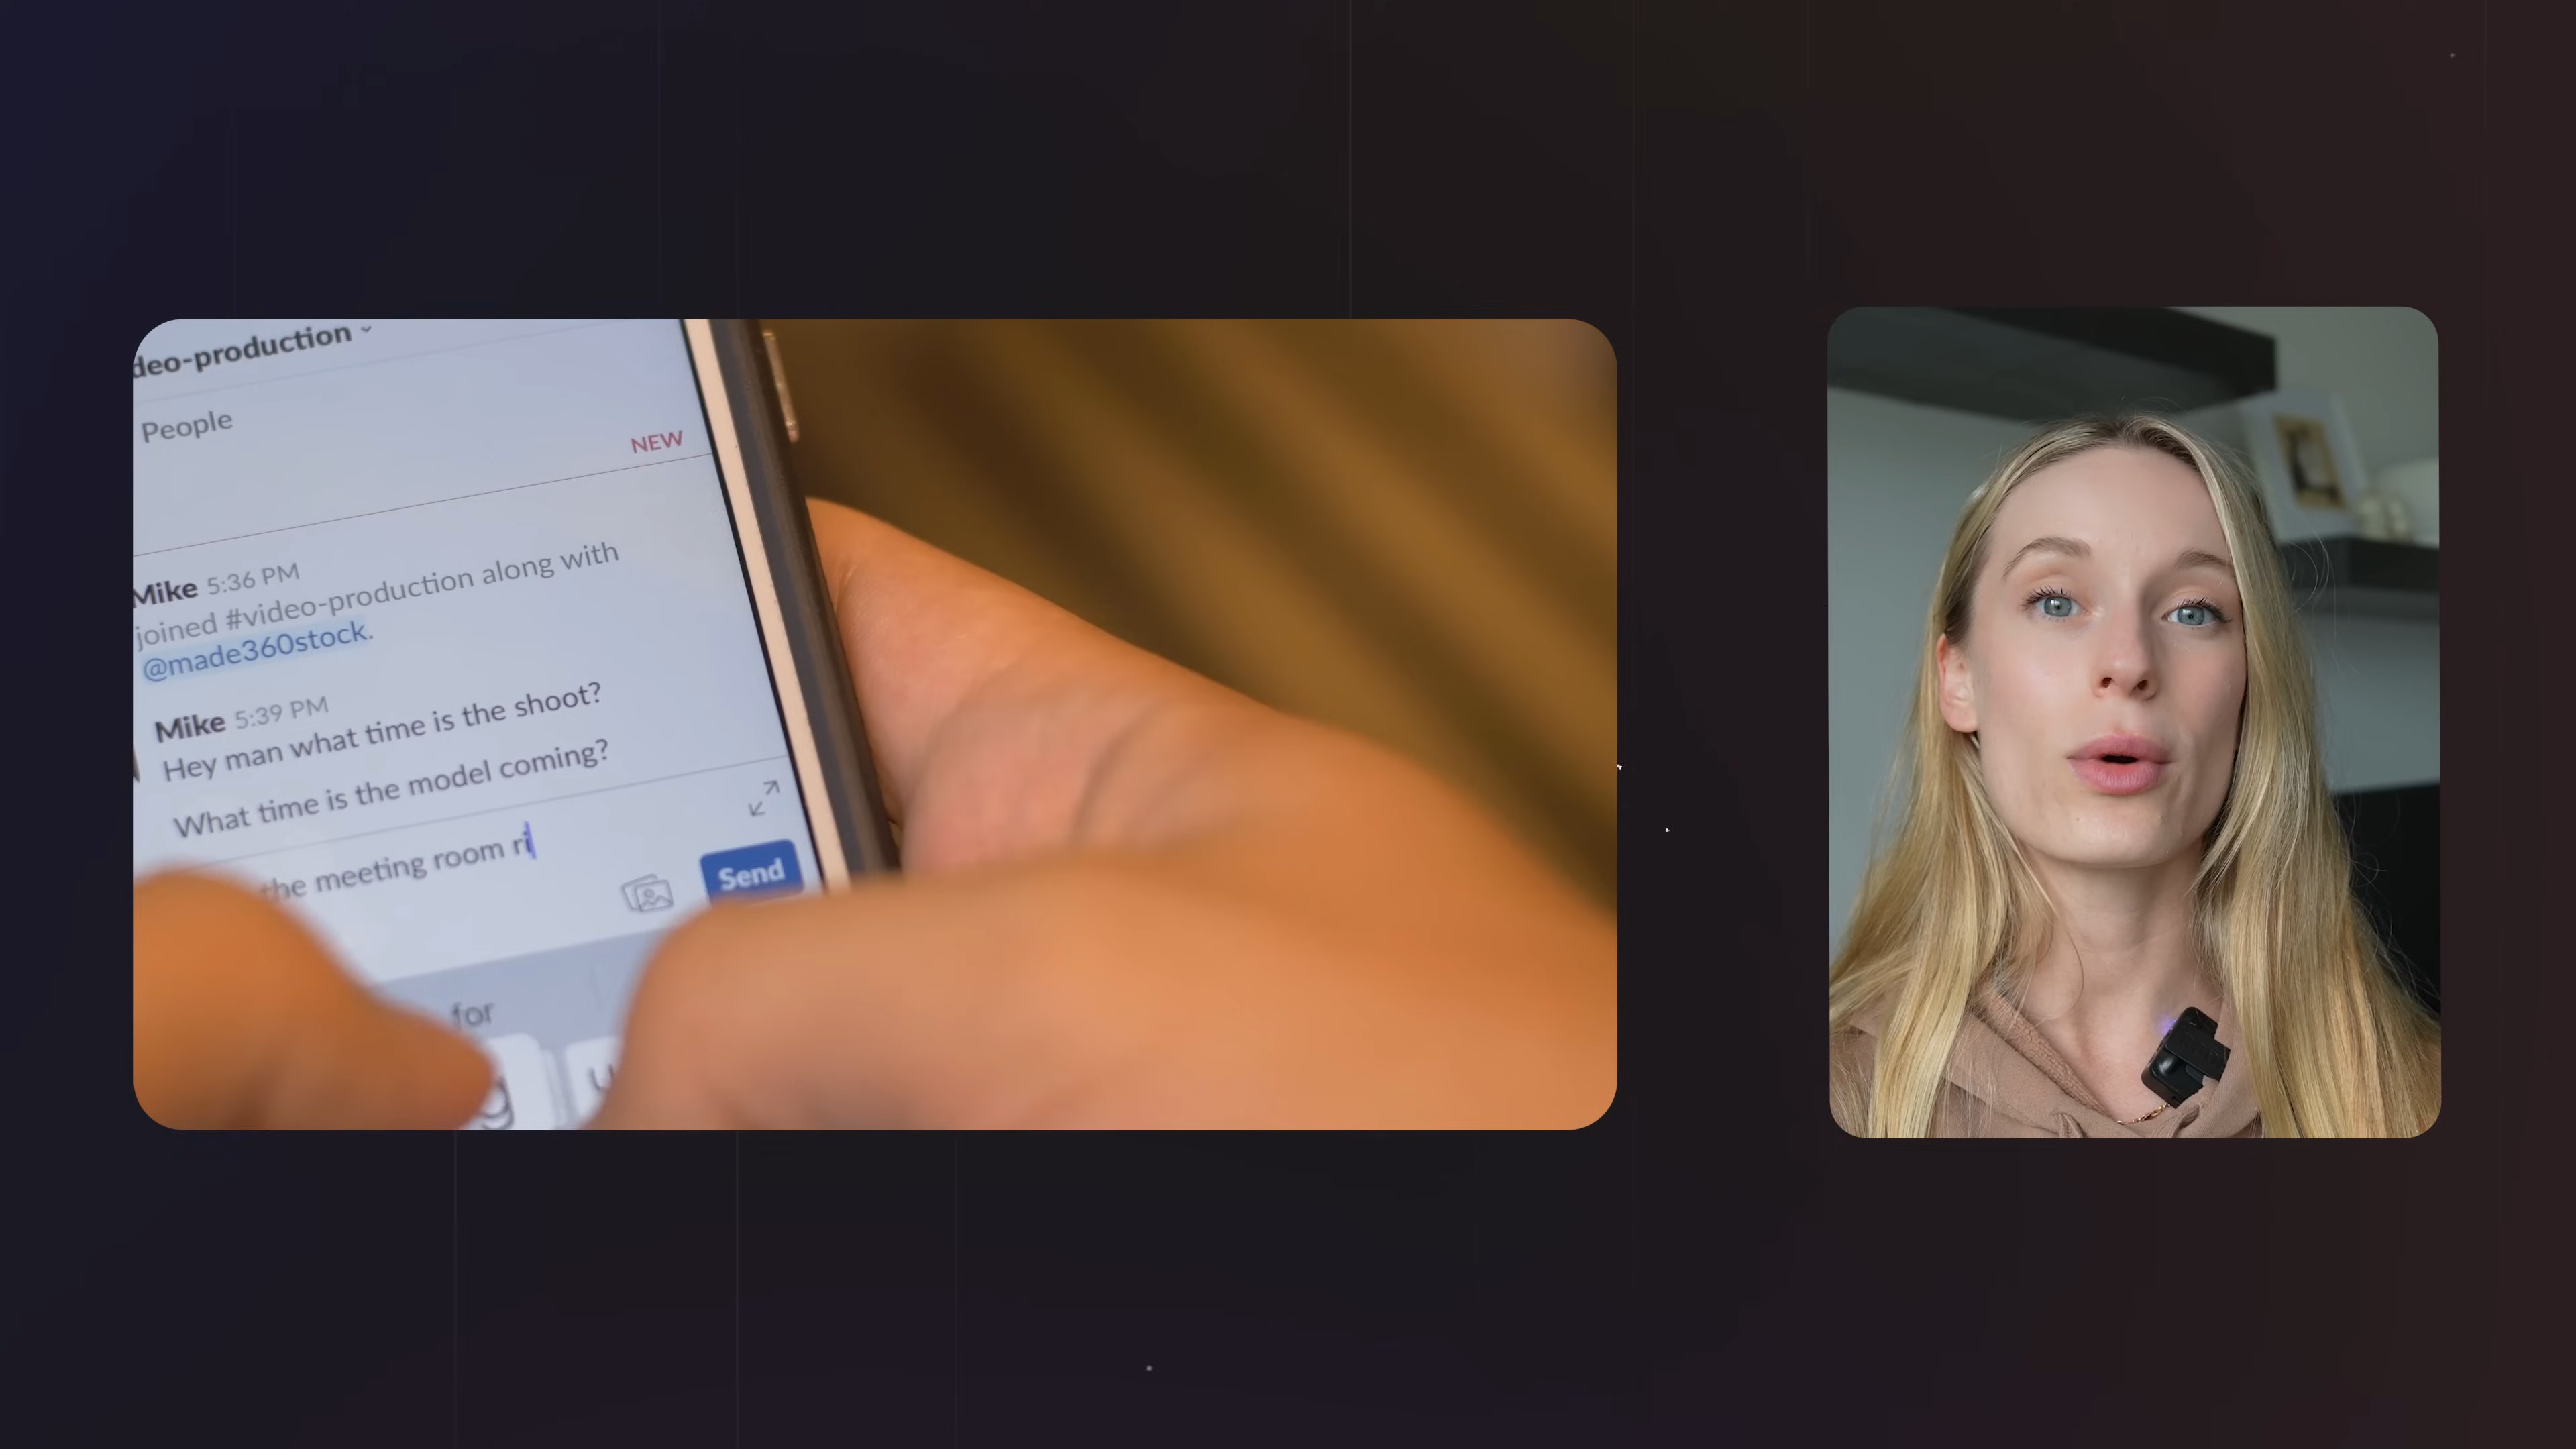 deo-production
People
NEW
Mike 5:36 PM
joined #video-production along with
@made360stock.
Mike 5:39 PM
Hey man what time is the shoot?
What time is the model coming?
the meeting room ri
Send
for
g